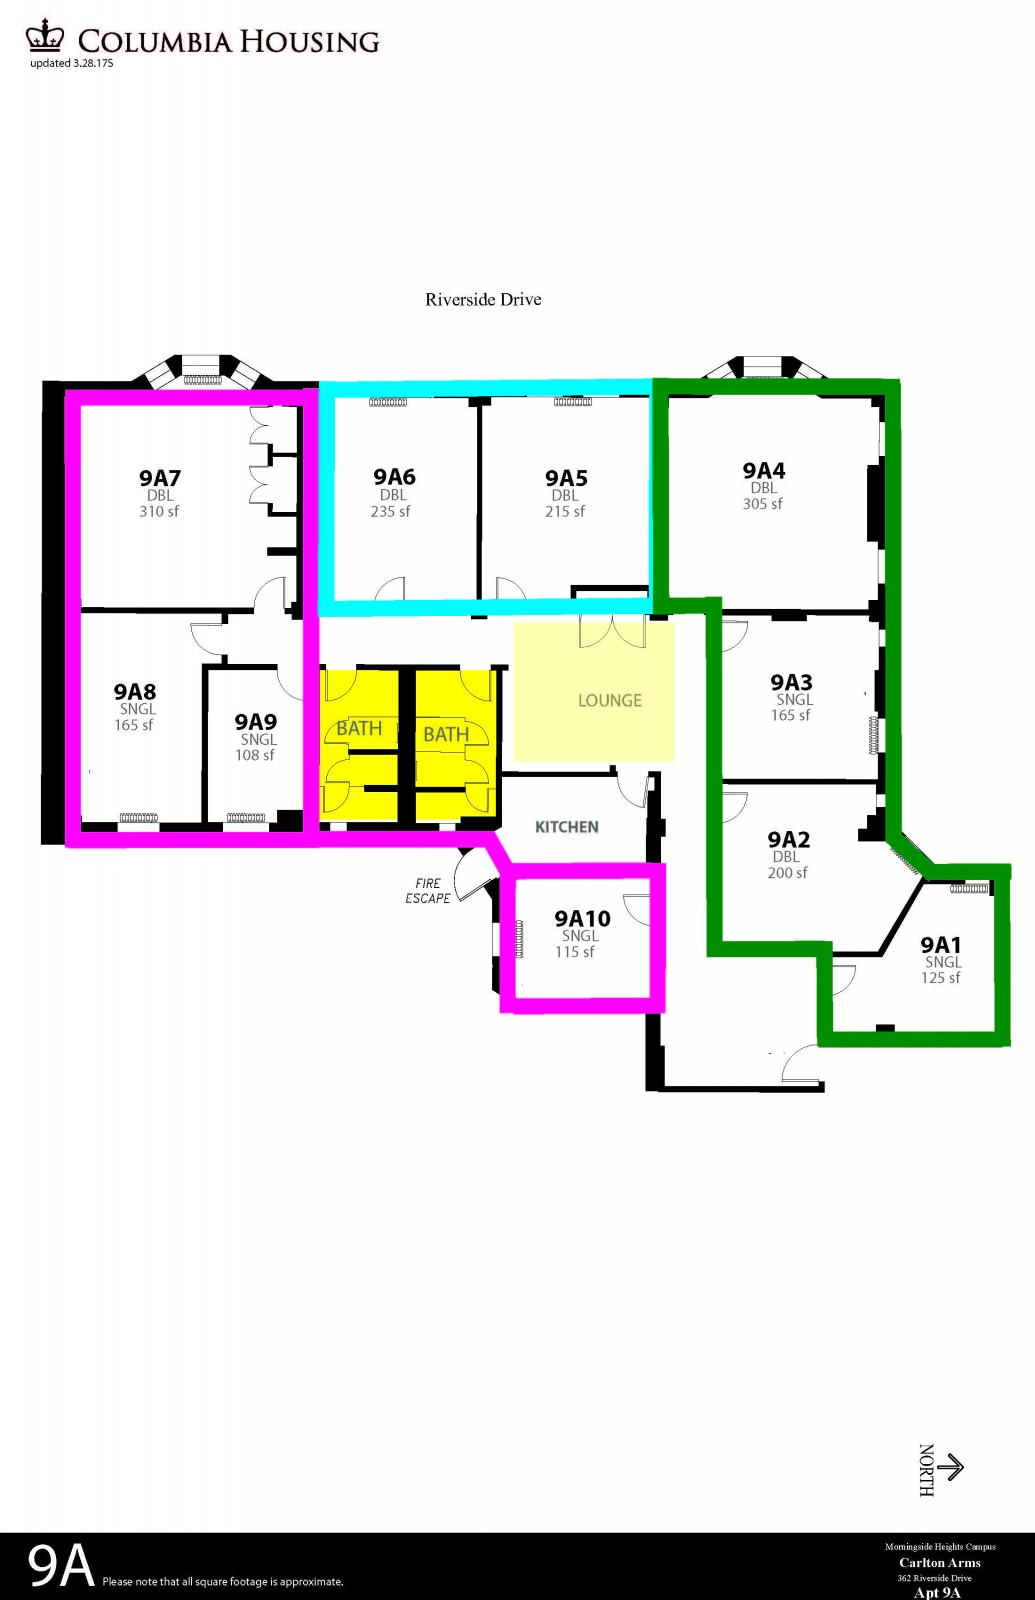 COLUMBIA HOUSING
updated 3.28.17S
Riverside Drive
9A7
DBL
310 sf
9A6
DBL
235 sf
9A5
DBL
215 sf
9A4
DBL
305 sf
9A8
SNGL
165 sf
9A9
SNGL
108 sf
BATH
BATH
LOUNGE
9A3
SNGL
165 sf
KITCHEN
9A2
DBL
200 sf
FIRE
ESCAPE
9A10
SNGL
115 sf
9A1
SNGL
125 sf
NORTH
9A
Please note that all square footage is approximate.
Morningside Heights Campus
Carlton Arms
362 Riverside Drive
Apt 9A